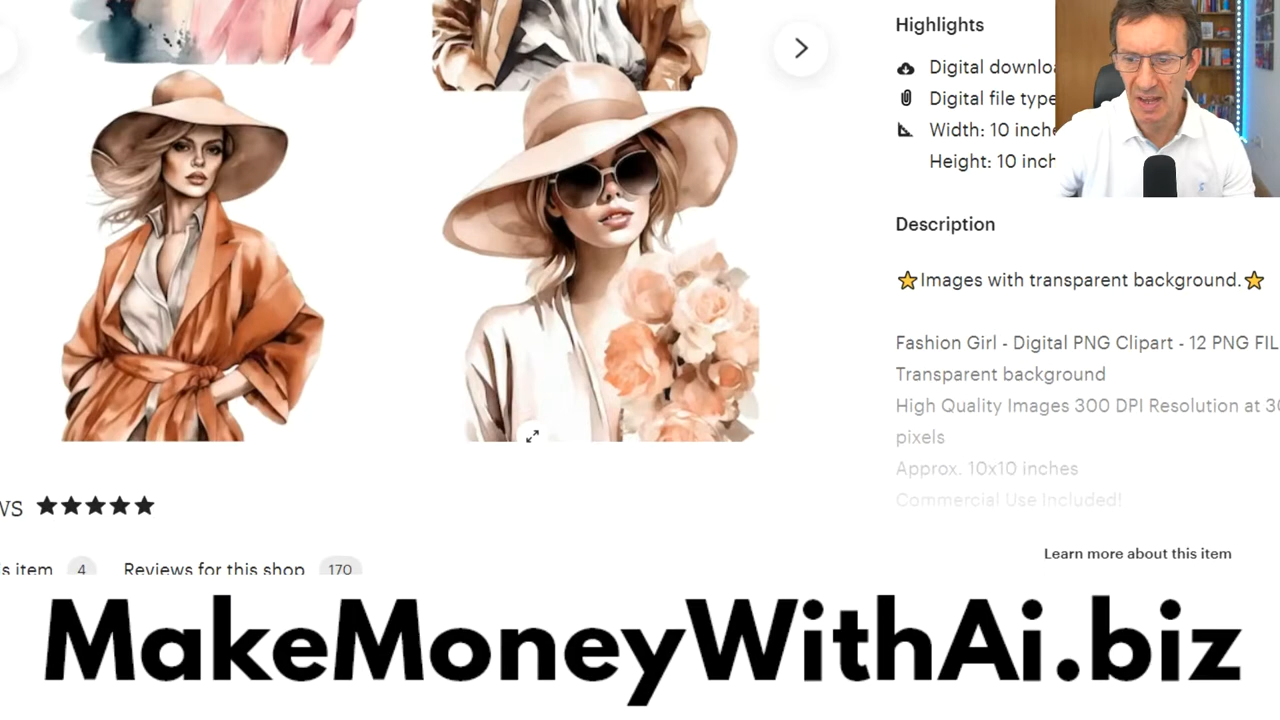 Highlights
Digital downloa
Digital file type
Width: 10 inche
Height: 10 inch
Description
⭐Images with transparent background.⭐
Fashion Girl - Digital PNG Clipart - 12 PNG FIL
Transparent background
High Quality Images 300 DPI Resolution at 30
pixels
Approx. 10x10 inches
Commercial Use Included!
Learn more about this item
ws ★★★★★
s item 4 Reviews for this shop 170
MakeMoneyWithAi.biz